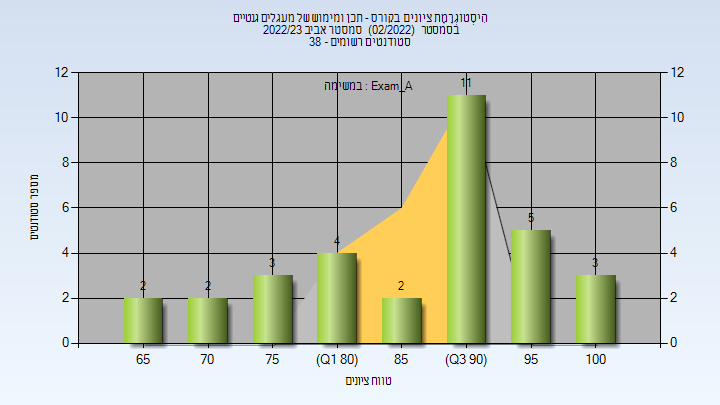 היסטוגרמת ציונים בקורס - תכן ומימוש של מעגלים גנטיים
בסמסטר (02/2022) סמסטר אביב 2022/23
סטודנטים רשומים - 38
במשימה : Exam_A
מספר סטודנטים
12 12
10 10
8 8
6 6
4 4
2 2
0 0
2 2 3 4 2 11 5 3
65 70 75 (Q1 80) 85 (Q3 90) 95 100
טווח ציונים